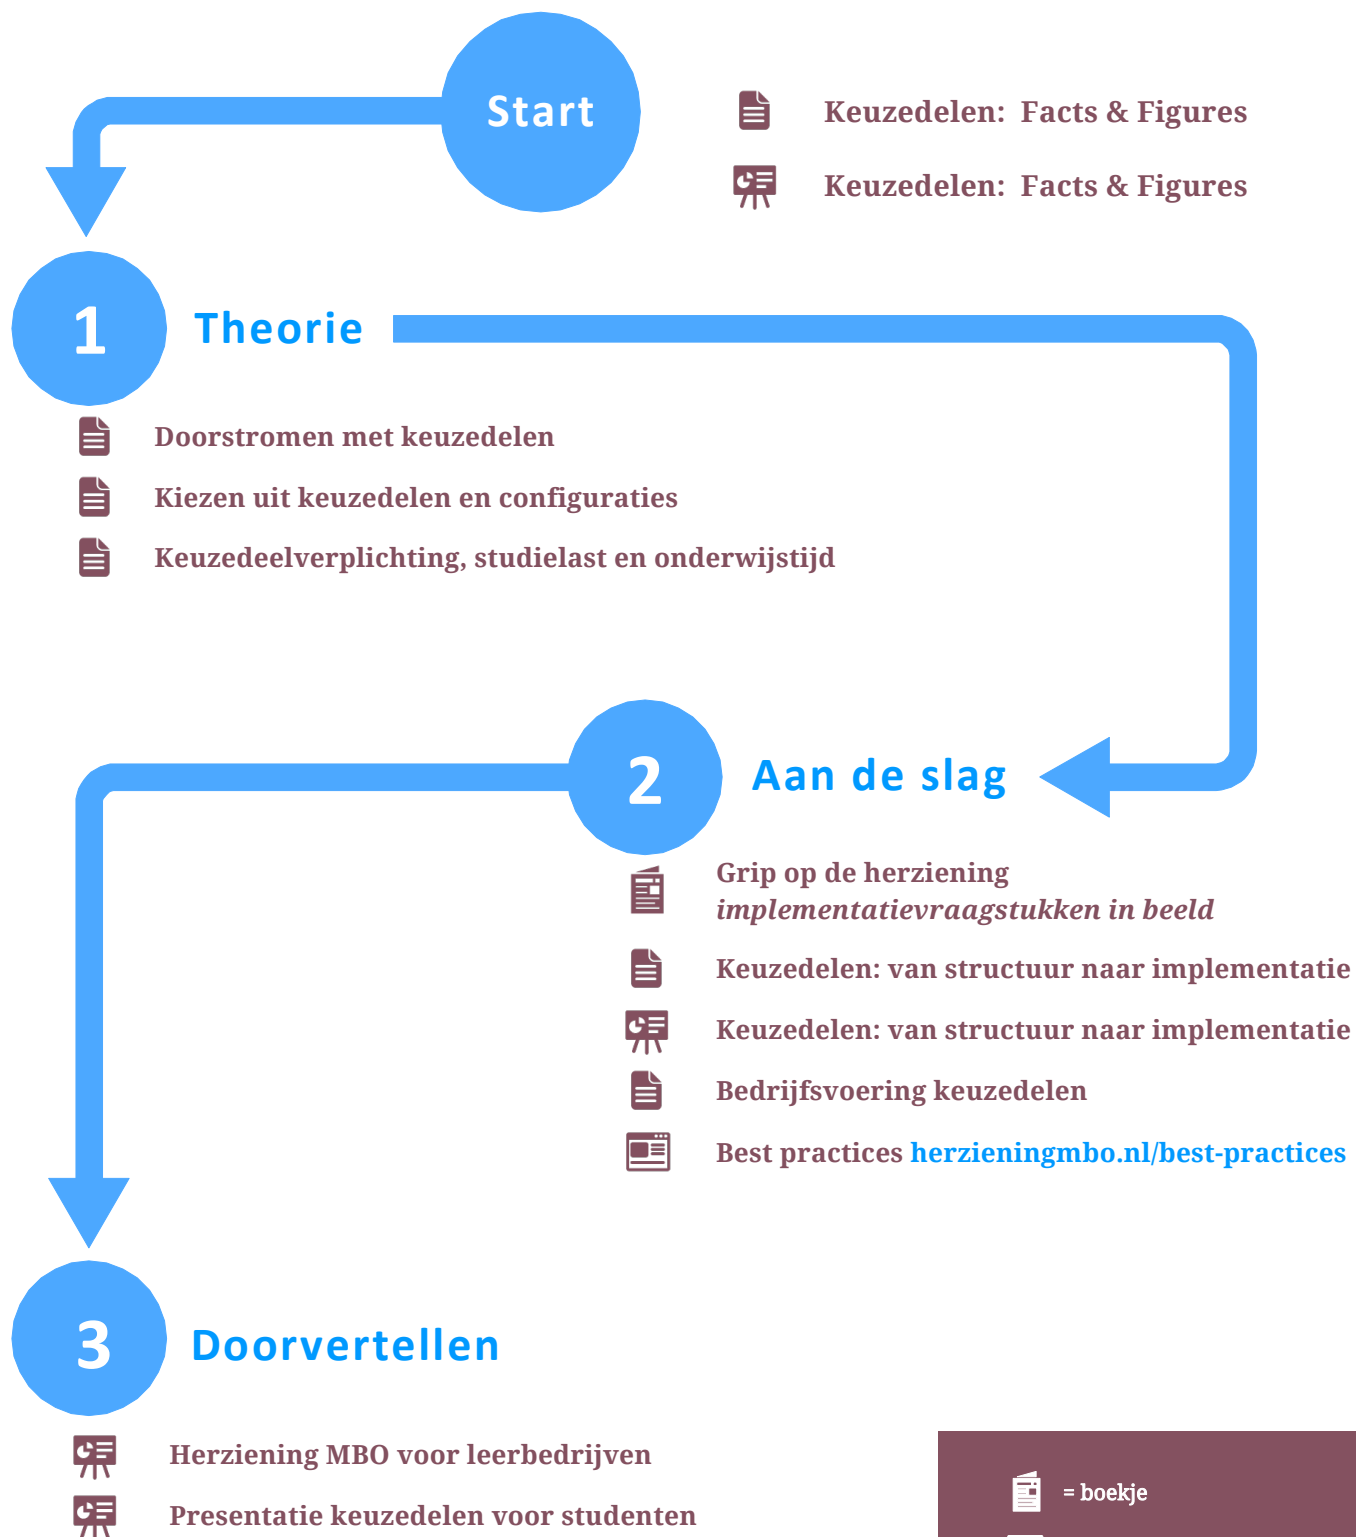 Start
Keuzedelen: Facts & Figures
Keuzedelen: Facts & Figures
1
Theorie
Doorstromen met keuzedelen
Kiezen uit keuzedelen en configuraties
Keuzedeelverplichting, studielast en onderwijstijd
2
Aan de slag
Grip op de herziening
implementatievraagstukken in beeld
Keuzedelen: van structuur naar implementatie
Keuzedelen: van structuur naar implementatie
Bedrijfsvoering keuzedelen
Best practices herzieningmbo.nl/best-practices
3
Doorvertellen
Herziening MBO voor leerbedrijven
Presentatie keuzedelen voor studenten
= boekje